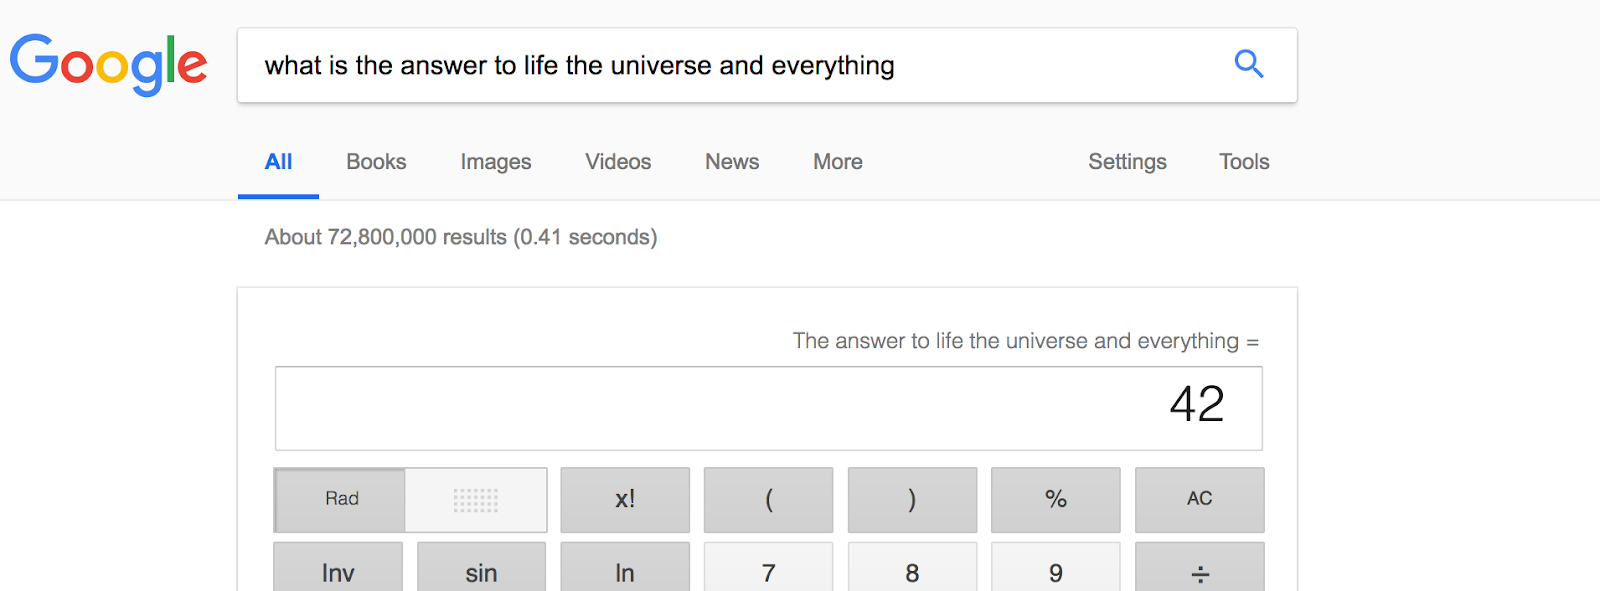 Google
what is the answer to life the universe and everything
All Books Images Videos News More Settings Tools
About 72,800,000 results (0.41 seconds)
The answer to life the universe and everything =
42
Rad x! ( ) % AC
Inv sin ln 7 8 9 ÷